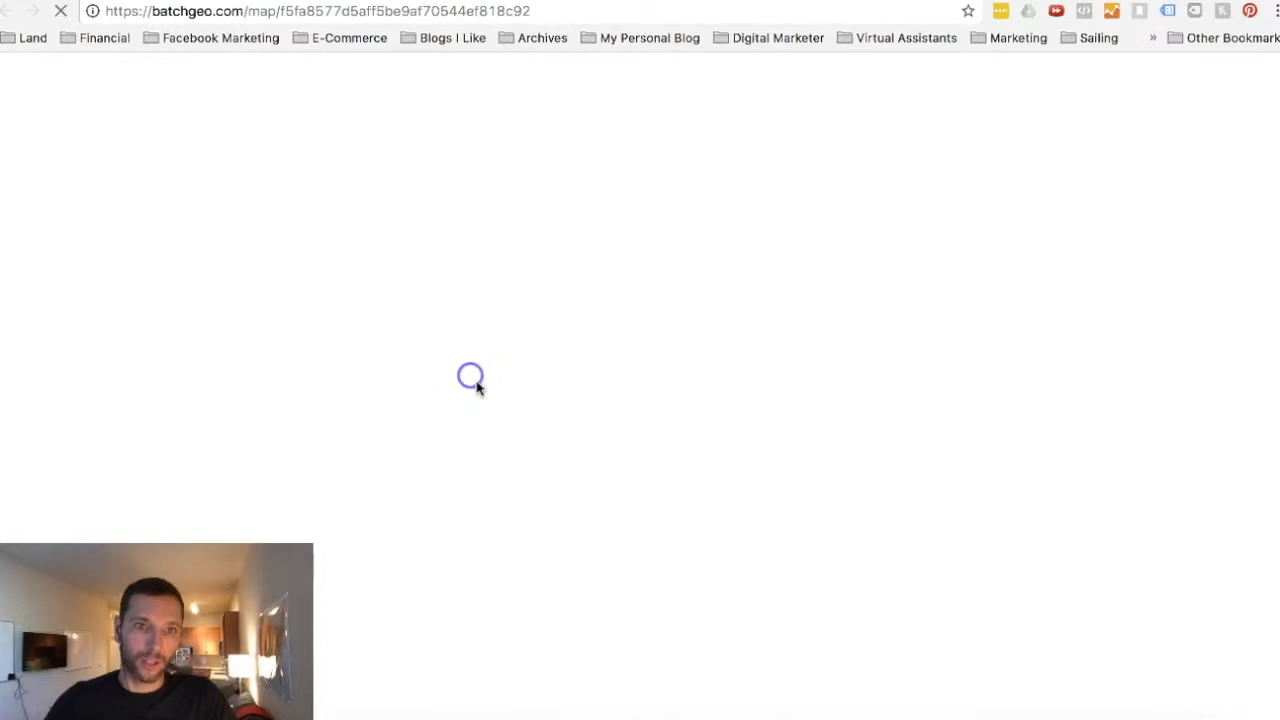 https://batchgeo.com/map/f5fa8577d5aff5be9af70544ef818c92
Land Financial Facebook Marketing E-Commerce Blogs I Like Archives My Personal Blog Digital Marketer Virtual Assistants Marketing Sailing » Other Bookmark